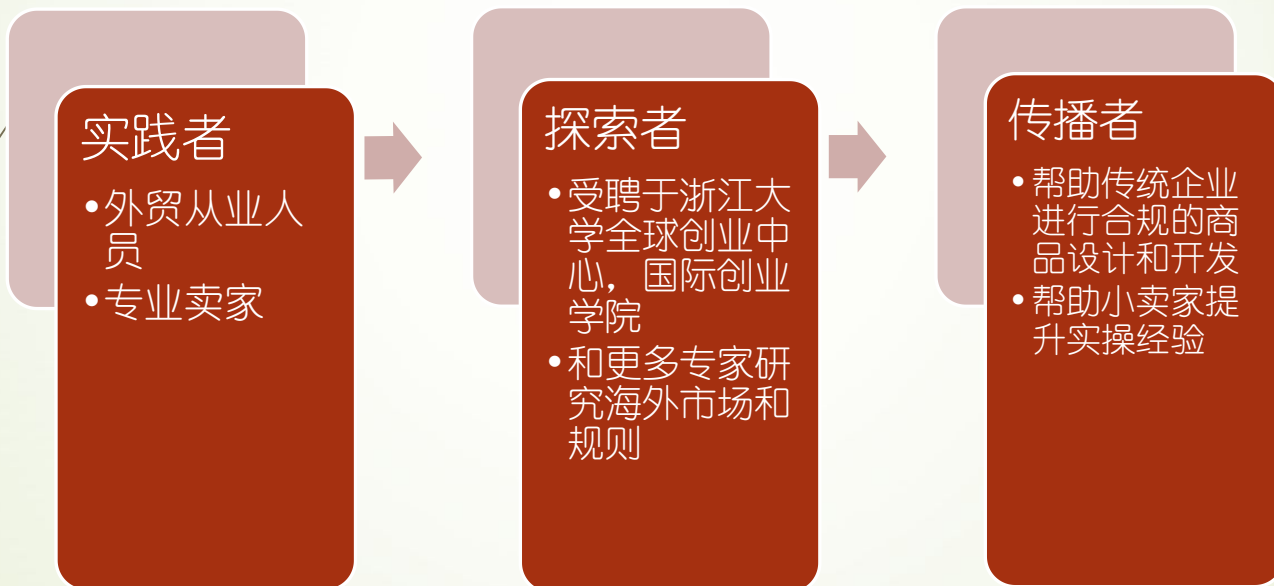 实践者
•外贸从业人
员
•专业卖家
探索者
•受聘于浙江大
学全球创业中
心，国际创业
学院
•和更多专家研
究海外市场和
规则
传播者
•帮助传统企业
进行合规的商
品设计和开发
•帮助小卖家提
升实操经验